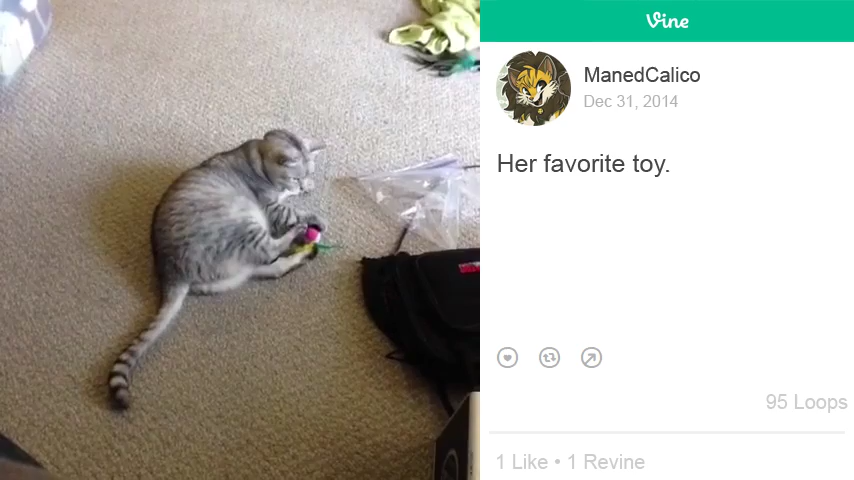 Vine
ManedCalico
Dec 31, 2014
Her favorite toy.
95 Loops
1 Like • 1 Revine